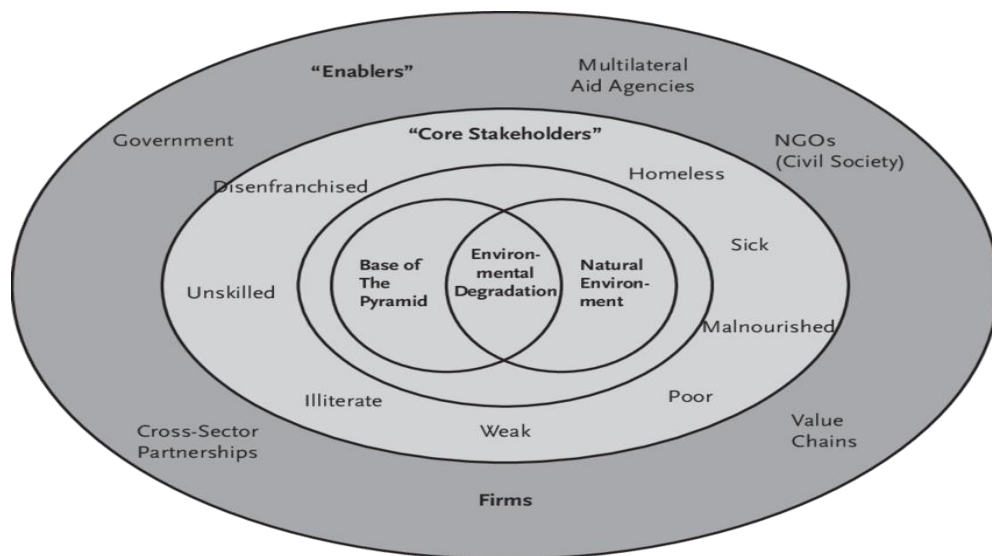 “Enablers”
Multilateral
Aid Agencies
Government
“Core Stakeholders”
NGOs
(Civil Society)
Disenfranchised
Homeless
Sick
Base of
The
Pyramid
Environ-
mental
Degradation
Natural
Environ-
ment
Unskilled
Malnourished
Illiterate
Poor
Weak
Cross-Sector
Partnerships
Value
Chains
Firms